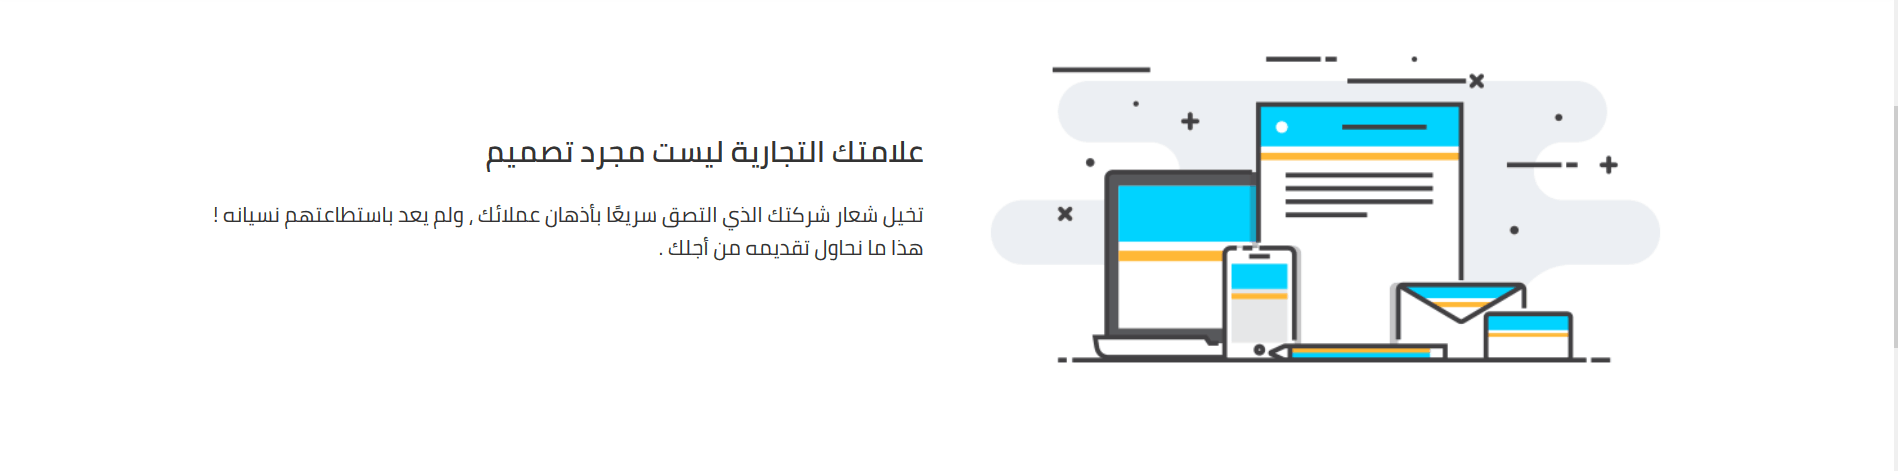 علامتك التجارية ليست مجرد تصميم
تخيل شعار شركتك الذي التصق سريعًا بأذهان عملائك , ولم يعد باستطاعتهم نسيانه !
هذا ما نحاول تقديمه من أجلك .